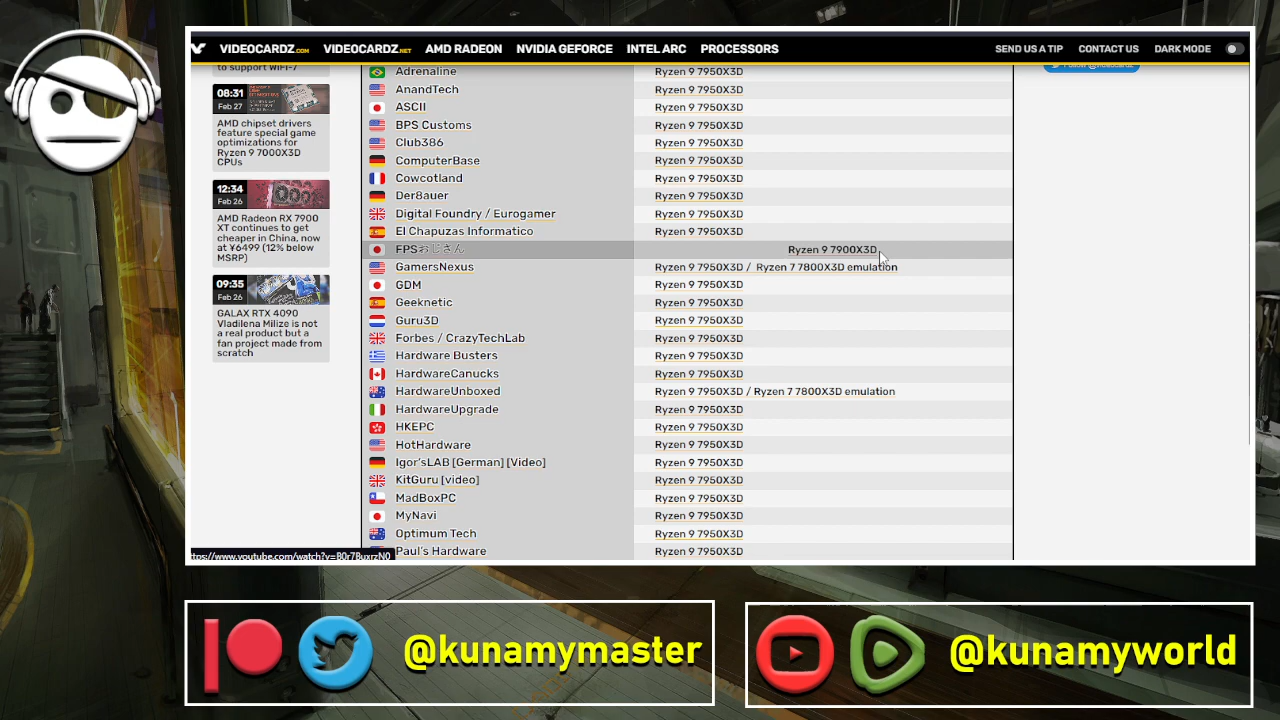 VIDEOCARDZ.COM VIDEOCARDZ.NET AMD RADEON NVIDIA GEFORCE INTEL ARC PROCESSORS SEND US A TIP CONTACT US DARK MODE
to support WiFi-7
08:31
Feb 27
AMD chipset drivers
feature special game
optimizations for
Ryzen 9 7000X3D
CPUs
12:34
Feb 26
AMD Radeon RX 7900
XT continues to get
cheaper in China, now
at ¥6499 (12% below
MSRP)
09:35
Feb 26
GALAX RTX 4090
Vladilena Milize is not
a real product but a
fan project made from
scratch
Adrenaline Ryzen 9 7950X3D
AnandTech Ryzen 9 7950X3D
ASCII Ryzen 9 7950X3D
BPS Customs Ryzen 9 7950X3D
Club386 Ryzen 9 7950X3D
ComputerBase Ryzen 9 7950X3D
Cowcotland Ryzen 9 7950X3D
Der8auer Ryzen 9 7950X3D
Digital Foundry / Eurogamer Ryzen 9 7950X3D
El Chapuzas Informatico Ryzen 9 7950X3D
FPSおじさん Ryzen 9 7900X3D
GamersNexus Ryzen 9 7950X3D / Ryzen 7 7800X3D emulation
GDM Ryzen 9 7950X3D
Geeknetic Ryzen 9 7950X3D
Guru3D Ryzen 9 7950X3D
Forbes / CrazyTechLab Ryzen 9 7950X3D
Hardware Busters Ryzen 9 7950X3D
HardwareCanucks Ryzen 9 7950X3D
HardwareUnboxed Ryzen 9 7950X3D / Ryzen 7 7800X3D emulation
HardwareUpgrade Ryzen 9 7950X3D
HKEPC Ryzen 9 7950X3D
HotHardware Ryzen 9 7950X3D
Igor'sLAB [German] [Video] Ryzen 9 7950X3D
KitGuru [video] Ryzen 9 7950X3D
MadBoxPC Ryzen 9 7950X3D
MyNavi Ryzen 9 7950X3D
Optimum Tech Ryzen 9 7950X3D
Paul's Hardware Ryzen 9 7950X3D
@kunamymaster
@kunamyworld